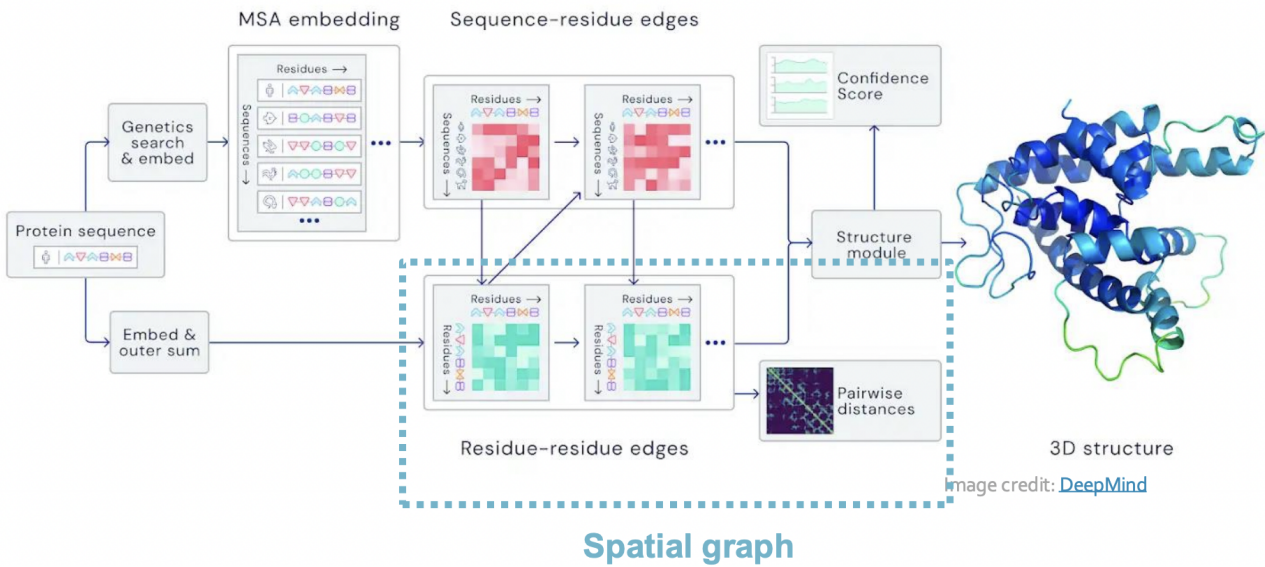 MSA embedding
Sequence-residue edges
Residues →
Sequences →
Genetics
search
& embed
Protein sequence
Embed &
outer sum
Residues →
Sequences →
Residues →
Sequences →
Confidence
Score
Structure
module
Residues →
Residues →
Residues →
Residues →
Pairwise
distances
Residue-residue edges
3D structure
Image credit: DeepMind
Spatial graph